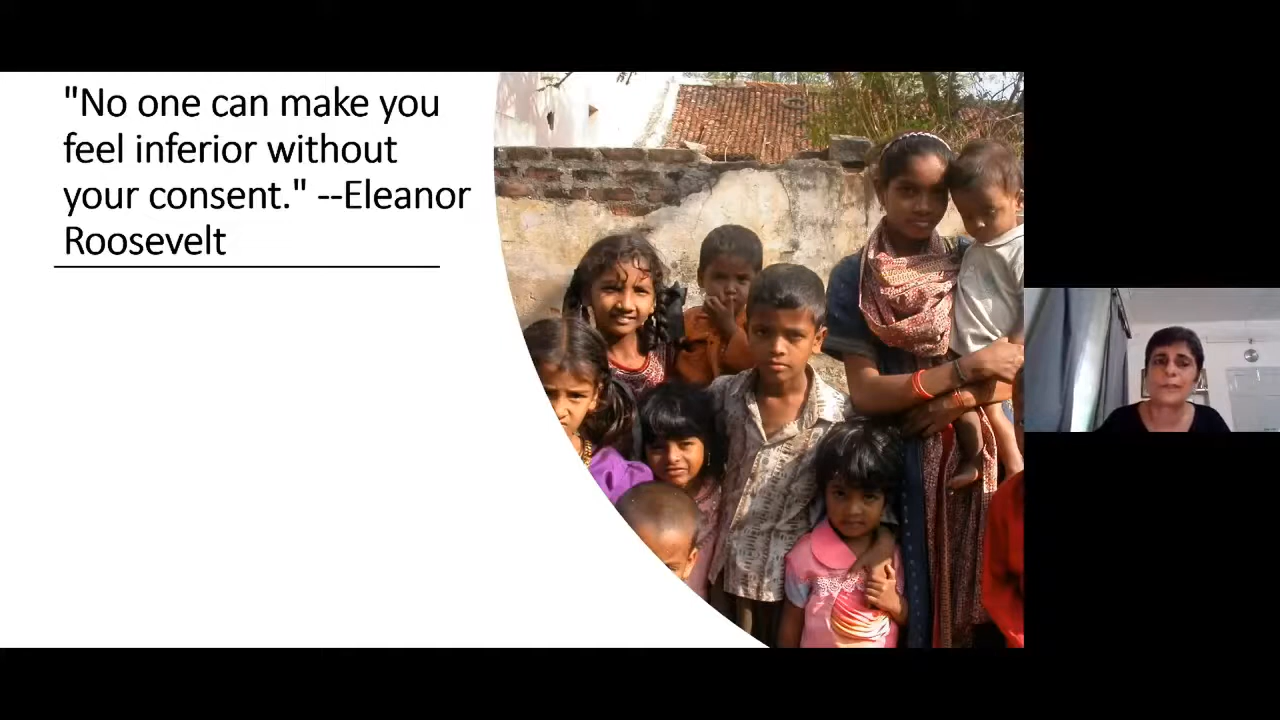 "No one can make you
feel inferior without
your consent." --Eleanor
Roosevelt